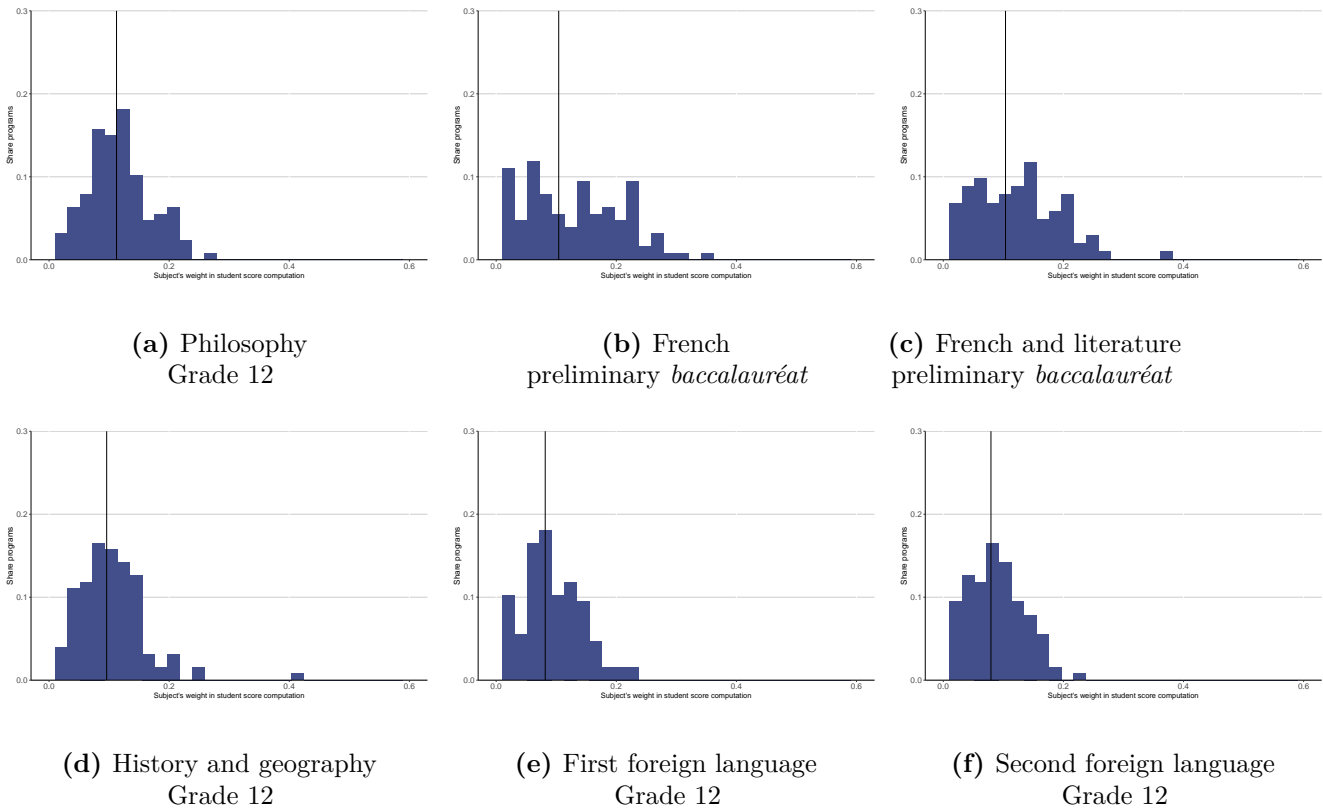 0.3
0.2
0.1
0.0
Share programs
0.0 0.2 0.4 0.6
Subject's weight in student score computation
(a) Philosophy
Grade 12
0.3
0.2
0.1
0.0
Share programs
0.0 0.2 0.4 0.6
Subject's weight in student score computation
(b) French
preliminary baccalauréat
0.3
0.2
0.1
0.0
Share programs
0.0 0.2 0.4 0.6
Subject's weight in student score computation
(c) French and literature
preliminary baccalauréat
0.3
0.2
0.1
0.0
Share programs
0.0 0.2 0.4 0.6
Subject's weight in student score computation
(d) History and geography
Grade 12
0.3
0.2
0.1
0.0
Share programs
0.0 0.2 0.4 0.6
Subject's weight in student score computation
(e) First foreign language
Grade 12
0.3
0.2
0.1
0.0
Share programs
0.0 0.2 0.4 0.6
Subject's weight in student score computation
(f) Second foreign language
Grade 12